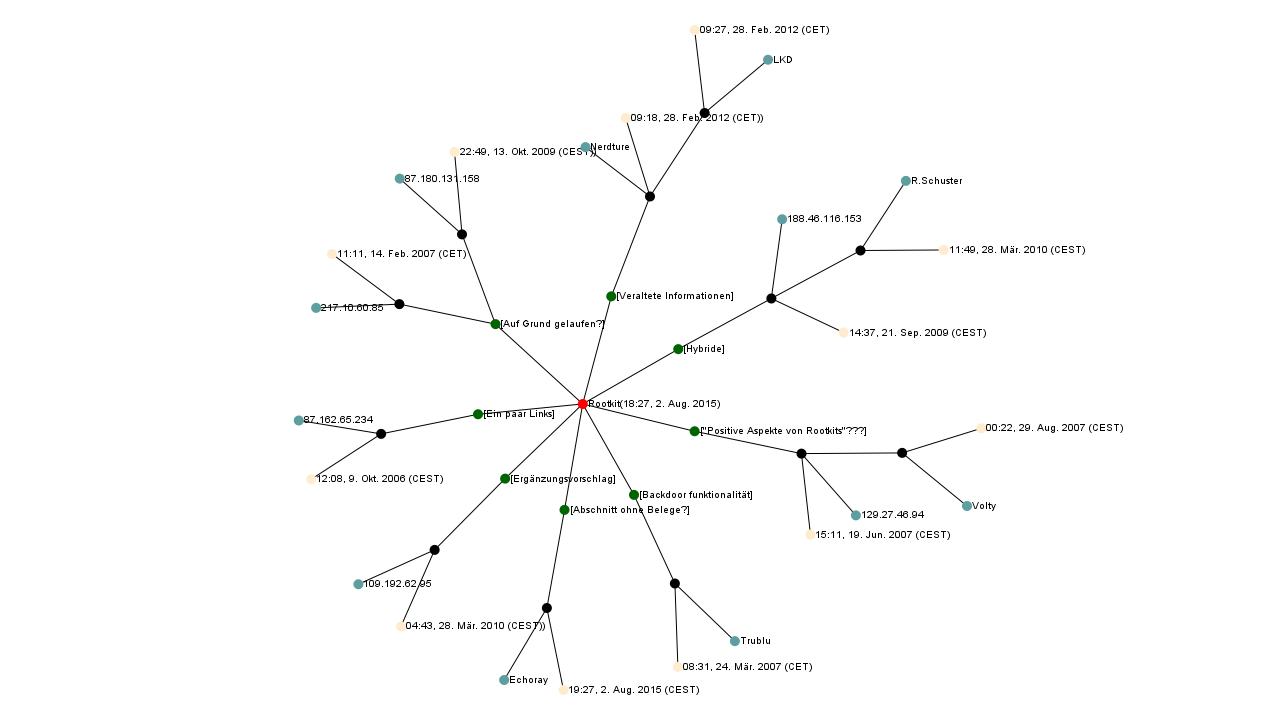 09:27, 28. Feb. 2012 (CET)
LKD
09:18, 28. Feb. 2012 (CET))
Nerdture
22:49, 13. Okt. 2009 (CEST))
87.180.131.158
R.Schuster
188.46.116.153
11:49, 28. Mär. 2010 (CEST)
11:11, 14. Feb. 2007 (CET)
[Veraltete Informationen]
217.10.60.85
[Auf Grund gelaufen?]
14:37, 21. Sep. 2009 (CEST)
[Hybride]
Rootkit(18:27, 2. Aug. 2015)
[Ein paar Links]
87.162.65.234
00:22, 29. Aug. 2007 (CEST)
["Positive Aspekte von Rootkits"???]
12:08, 9. Okt. 2006 (CEST)
[Ergänzungsvorschlag]
[Backdoor funktionalität]
Volty
[Abschnitt ohne Belege?]
129.27.46.94
15:11, 19. Jun. 2007 (CEST)
109.192.62.95
04:43, 28. Mär. 2010 (CEST))
Trublu
08:31, 24. Mär. 2007 (CET)
Echoray
19:27, 2. Aug. 2015 (CEST)